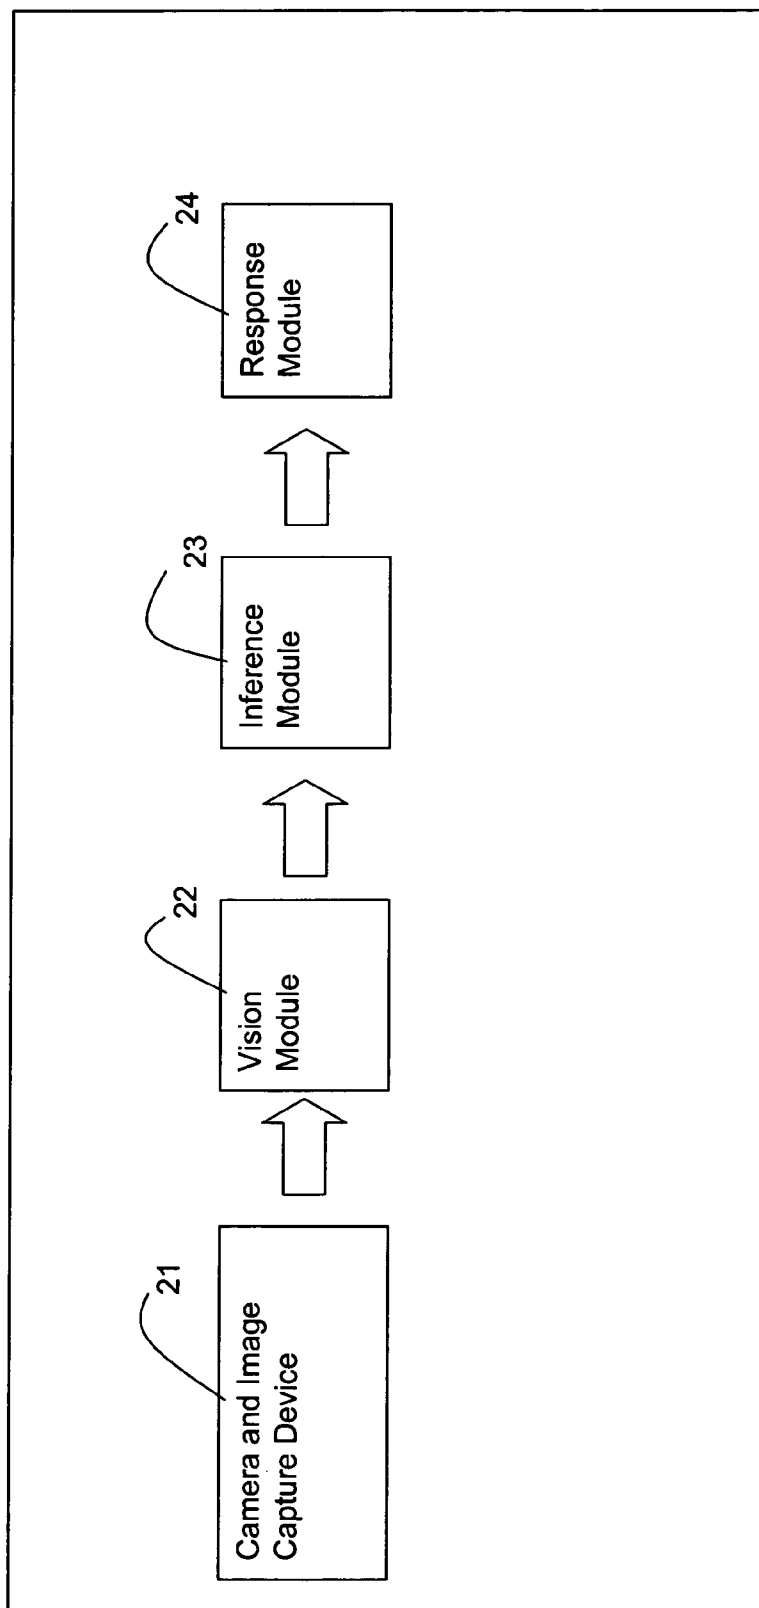 21
Camera and Image
Capture Device
22
Vision
Module
23
Inference
Module
24
Response
Module